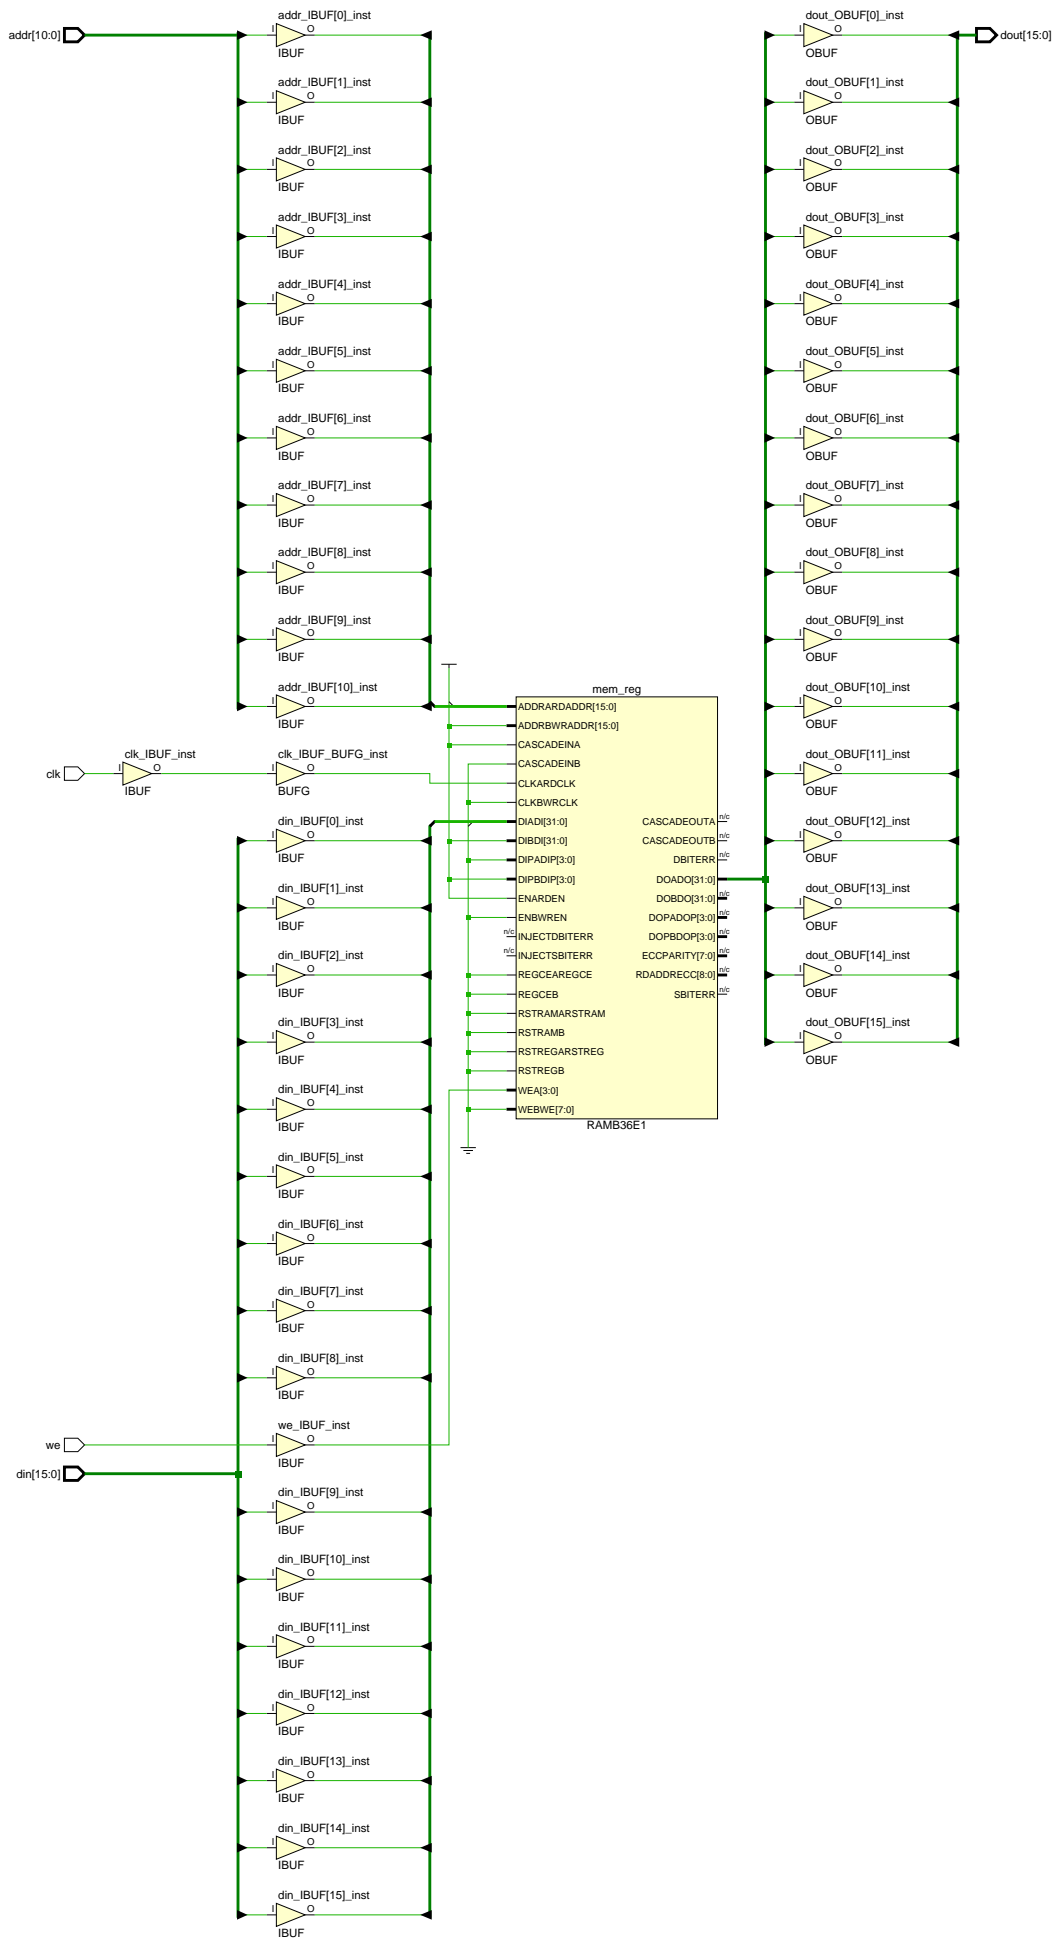 addr[10:0]
addr_IBUF[0]_inst
I
O
IBUF
addr_IBUF[1]_inst
I
O
IBUF
addr_IBUF[2]_inst
I
O
IBUF
addr_IBUF[3]_inst
I
O
IBUF
addr_IBUF[4]_inst
I
O
IBUF
addr_IBUF[5]_inst
I
O
IBUF
addr_IBUF[6]_inst
I
O
IBUF
addr_IBUF[7]_inst
I
O
IBUF
addr_IBUF[8]_inst
I
O
IBUF
addr_IBUF[9]_inst
I
O
IBUF
addr_IBUF[10]_inst
I
O
IBUF
clk
clk_IBUF_inst
I
O
IBUF
clk_IBUF_BUFG_inst
I
O
BUFG
din_IBUF[0]_inst
I
O
IBUF
din_IBUF[1]_inst
I
O
IBUF
din_IBUF[2]_inst
I
O
IBUF
din_IBUF[3]_inst
I
O
IBUF
din_IBUF[4]_inst
I
O
IBUF
din_IBUF[5]_inst
I
O
IBUF
din_IBUF[6]_inst
I
O
IBUF
din_IBUF[7]_inst
I
O
IBUF
din_IBUF[8]_inst
I
O
IBUF
we
we_IBUF_inst
I
O
IBUF
din[15:0]
din_IBUF[9]_inst
I
O
IBUF
din_IBUF[10]_inst
I
O
IBUF
din_IBUF[11]_inst
I
O
IBUF
din_IBUF[12]_inst
I
O
IBUF
din_IBUF[13]_inst
I
O
IBUF
din_IBUF[14]_inst
I
O
IBUF
din_IBUF[15]_inst
I
O
IBUF
mem_reg
ADDRARDADDR[15:0]
ADDRBWRADDR[15:0]
CASCADEINA
CASCADEINB
CLKARDCLK
CLKBWRCLK
DIADI[31:0]
DIBDI[31:0]
DIPADIP[3:0]
DIPBDIP[3:0]
ENARDEN
ENBWREN
n/c INJECTDBITERR
n/c INJECTSBITERR
REGCEAREGCE
REGCEB
RSTRAMARSTRAM
RSTRAMB
RSTREGARSTREG
RSTREGB
WEA[3:0]
WEBWE[7:0]
CASCADEOUTA n/c
CASCADEOUTB n/c
DBITERR n/c
DOADO[31:0]
DOBDO[31:0] n/c
DOPADOP[3:0] n/c
DOPBDOP[3:0] n/c
ECCPARITY[7:0] n/c
RDADDRECC[8:0] n/c
SBITERR n/c
RAMB36E1
dout_OBUF[0]_inst
I
O
OBUF
dout[15:0]
dout_OBUF[1]_inst
I
O
OBUF
dout_OBUF[2]_inst
I
O
OBUF
dout_OBUF[3]_inst
I
O
OBUF
dout_OBUF[4]_inst
I
O
OBUF
dout_OBUF[5]_inst
I
O
OBUF
dout_OBUF[6]_inst
I
O
OBUF
dout_OBUF[7]_inst
I
O
OBUF
dout_OBUF[8]_inst
I
O
OBUF
dout_OBUF[9]_inst
I
O
OBUF
dout_OBUF[10]_inst
I
O
OBUF
dout_OBUF[11]_inst
I
O
OBUF
dout_OBUF[12]_inst
I
O
OBUF
dout_OBUF[13]_inst
I
O
OBUF
dout_OBUF[14]_inst
I
O
OBUF
dout_OBUF[15]_inst
I
O
OBUF